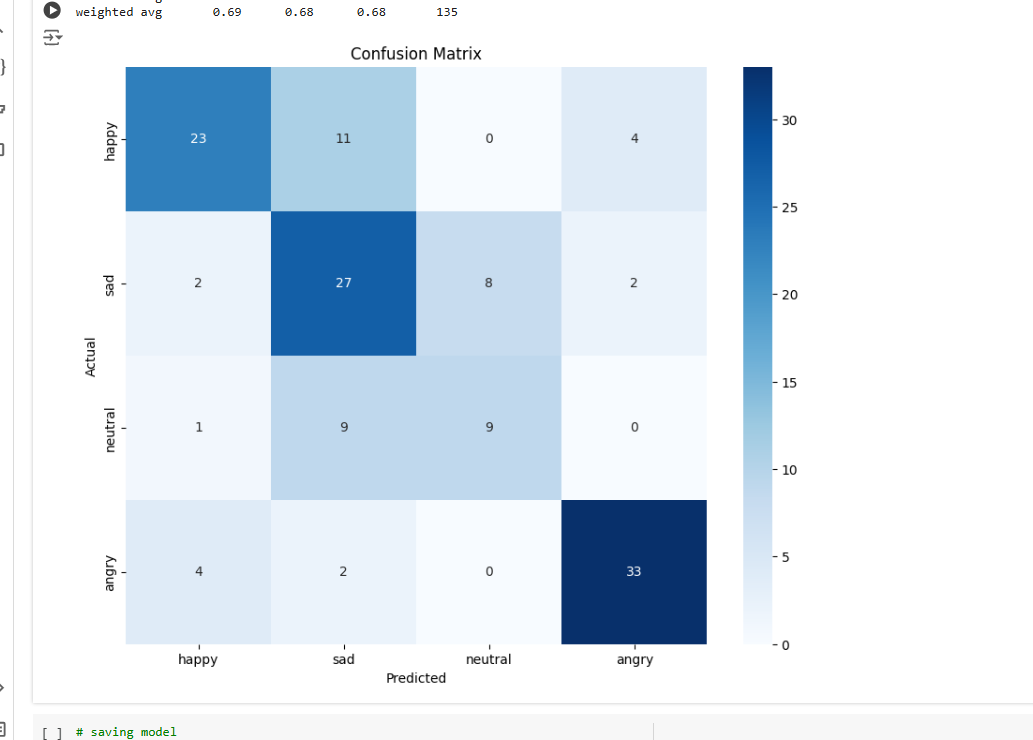 weighted avg 0.69 0.68 0.68 135
Confusion Matrix
happy 23 11 0 4
sad 2 27 8 2
neutral 1 9 9 0
angry 4 2 0 33
Actual
happy sad neutral angry
Predicted
30
25
20
15
10
5
0
[ ] # saving model